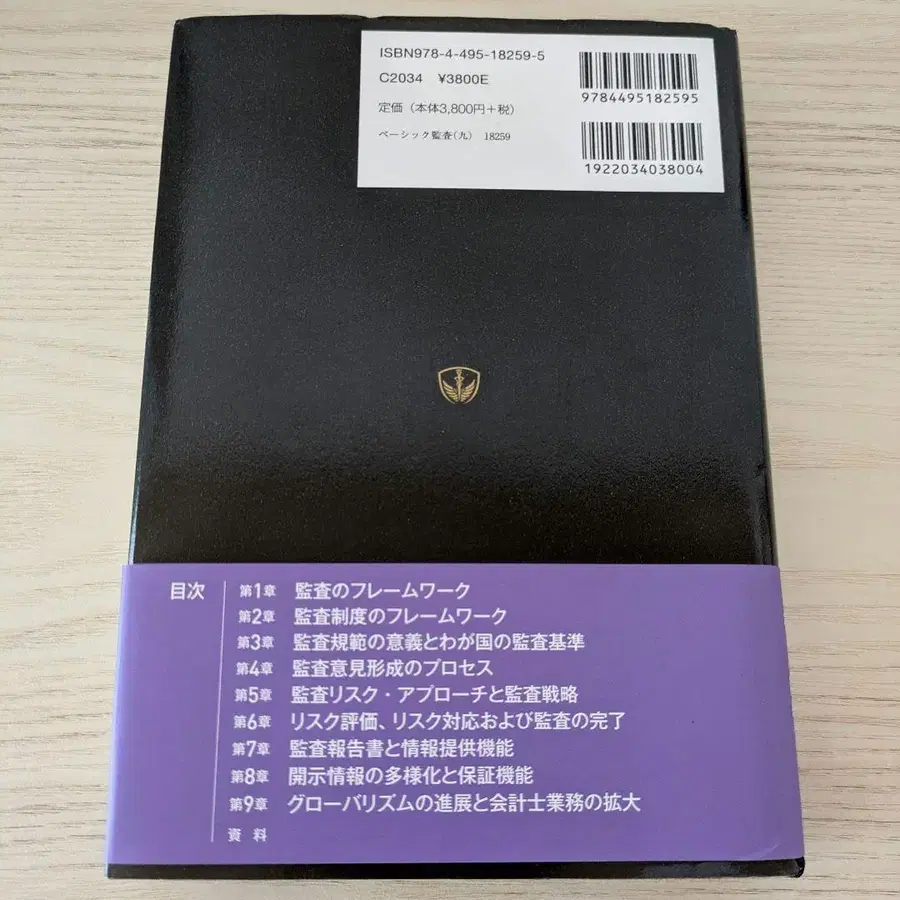 ISBN978-4-495-18259-5
C2034 ¥3800E
定価（本体3,800円＋税）
ベーシック監査(九) 18259
9784495182595
1922034038004
目次
第1章 監査のフレームワーク
第2章 監査制度のフレームワーク
第3章 監査規範の意義とわが国の監査基準
第4章 監査意見形成のプロセス
第5章 監査リスク・アプローチと監査戦略
第6章 リスク評価、リスク対応および監査の完了
第7章 監査報告書と情報提供機能
第8章 開示情報の多様化と保証機能
第9章 グローバリズムの進展と会計士業務の拡大
資料